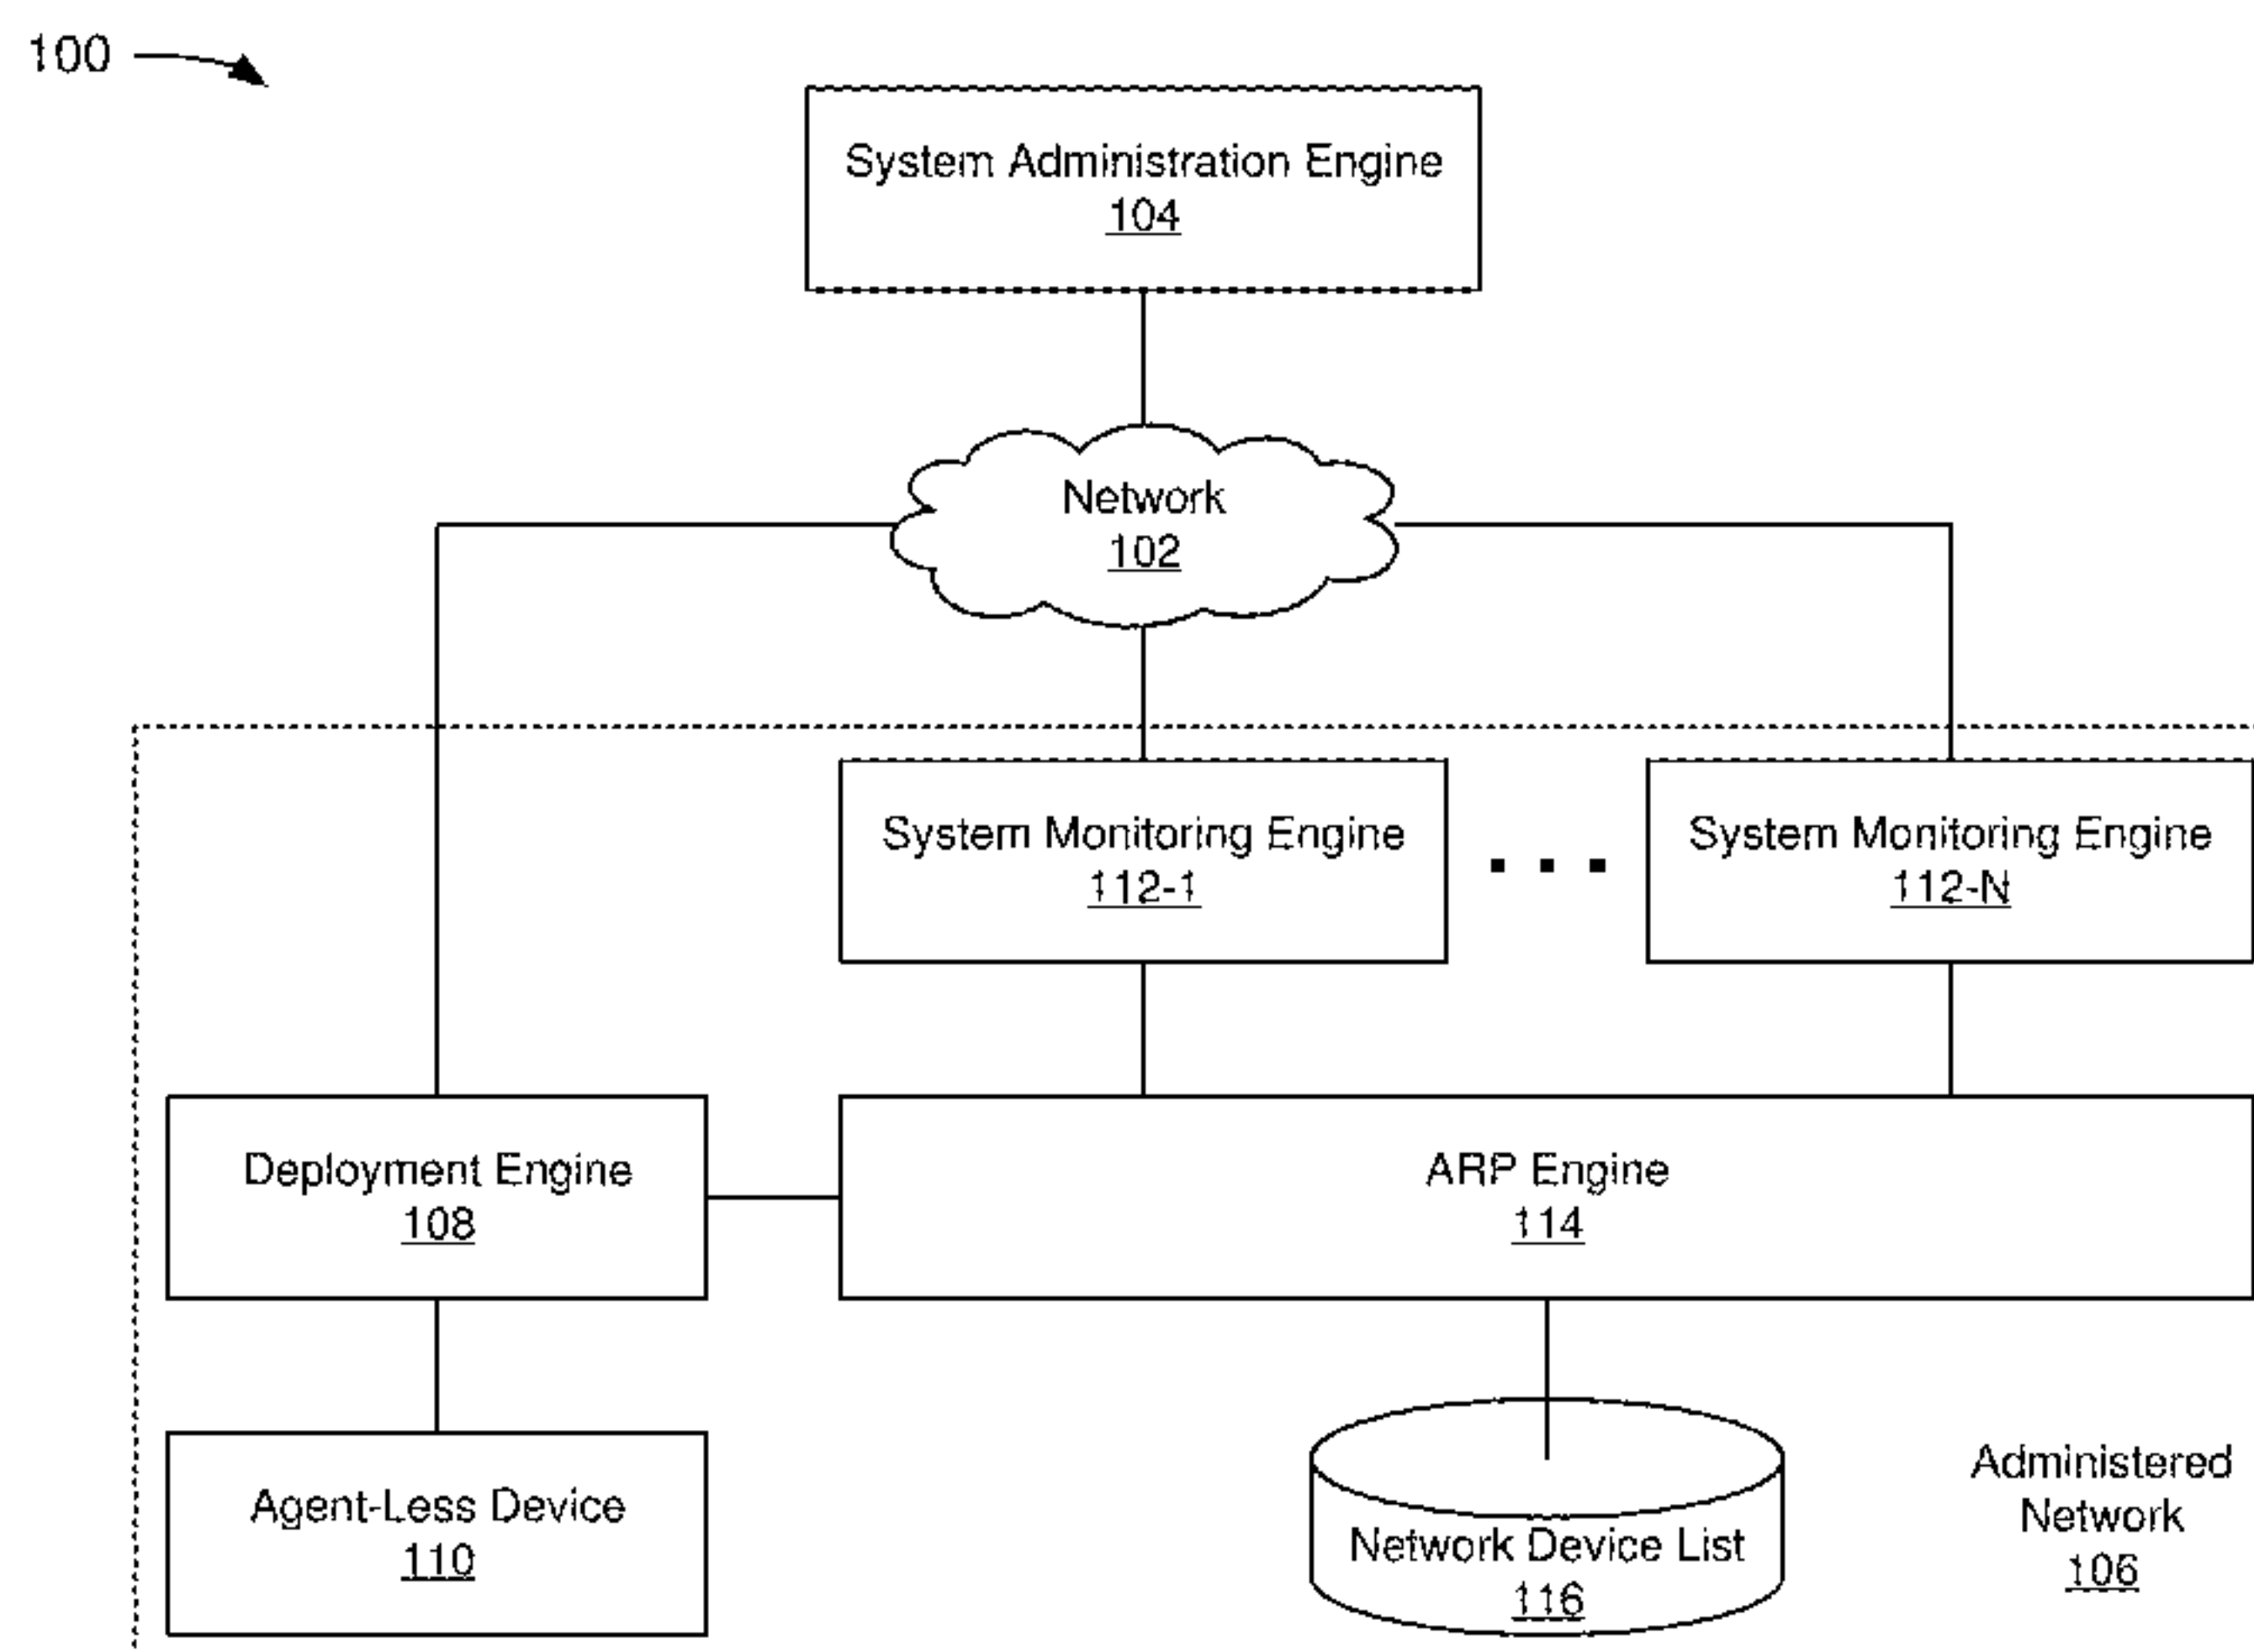 100
System Administration Engine
104
Network
102
System Monitoring Engine
112-1
System Monitoring Engine
112-N
Deployment Engine
108
ARP Engine
114
Agent-Less Device
110
Network Device List
116
Administered
Network
106